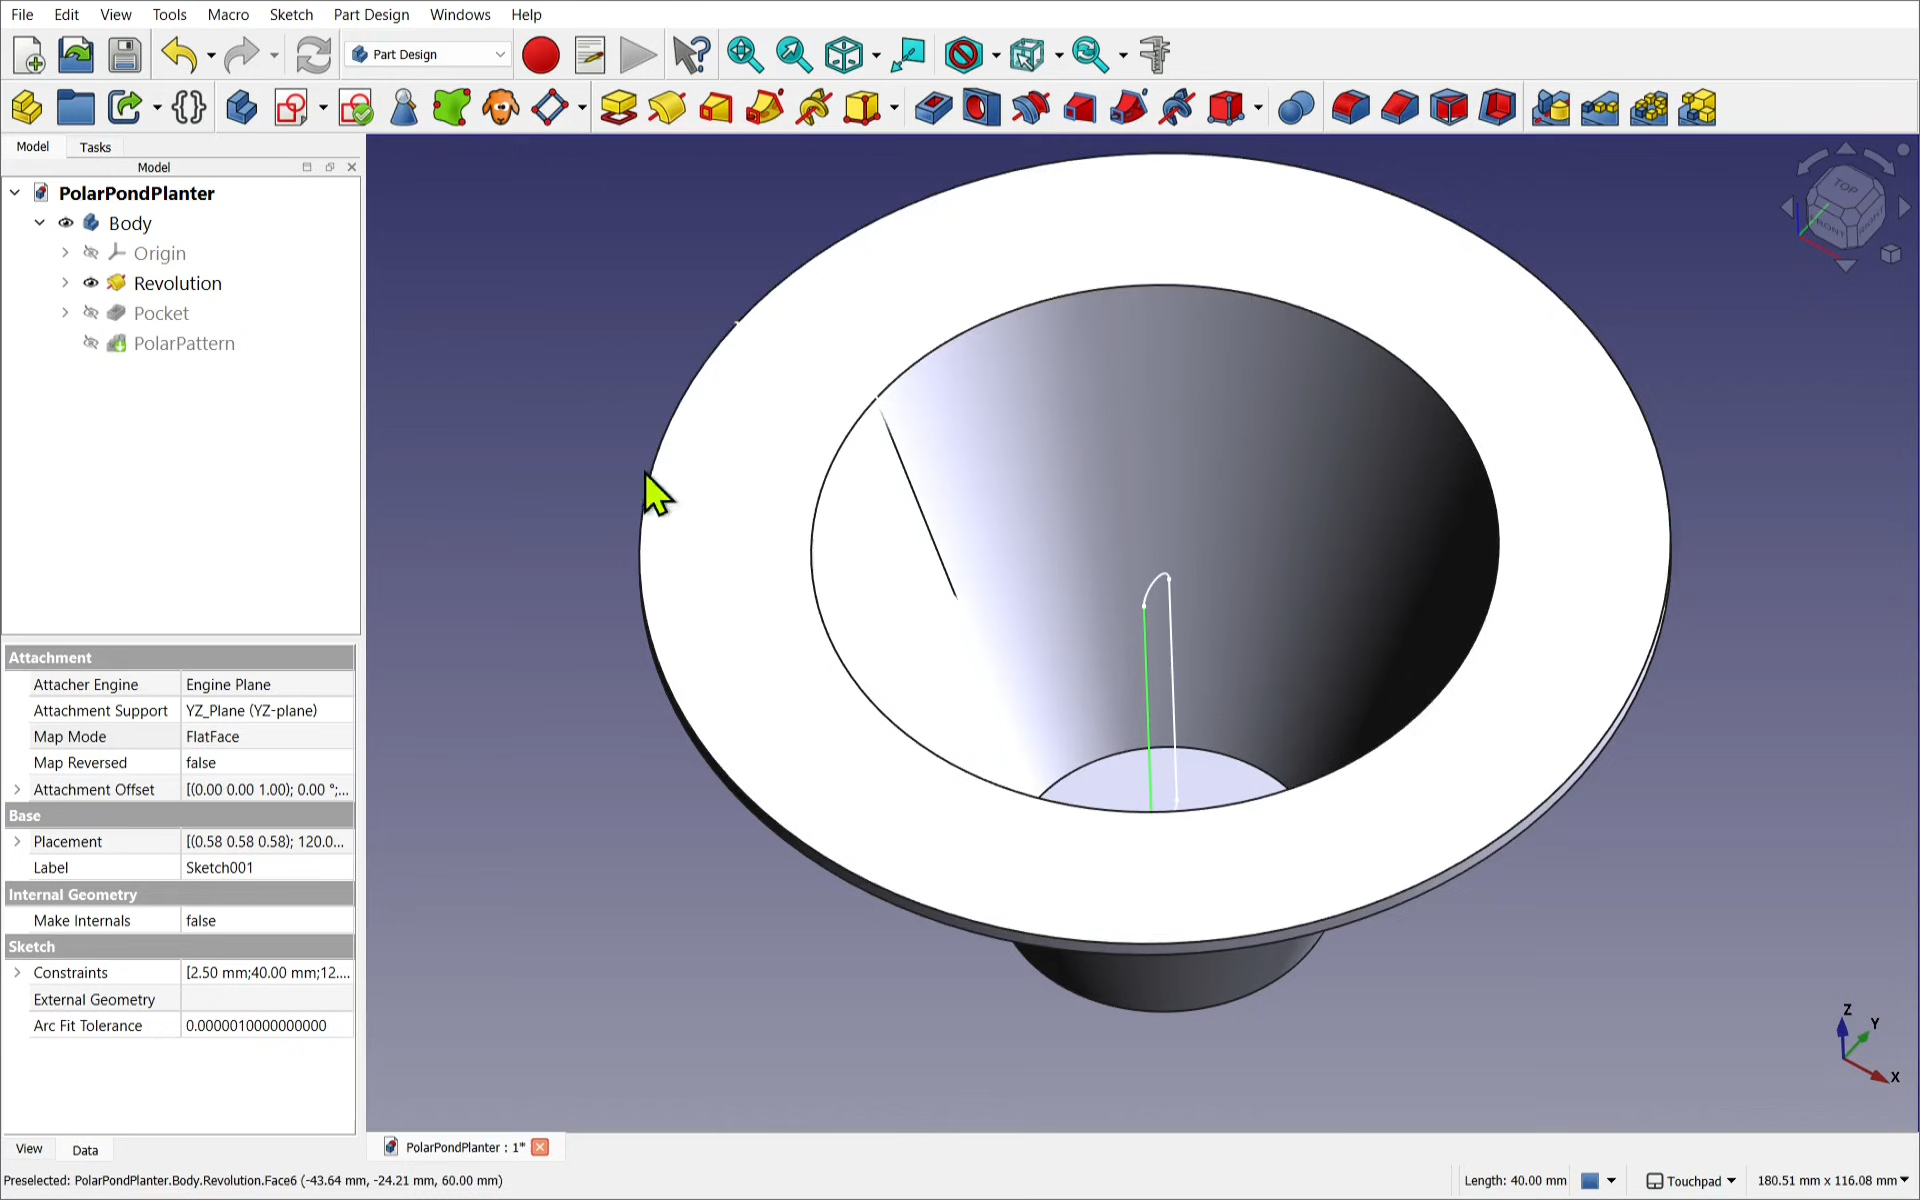 File Edit View Tools Macro Sketch Part Design Windows Help
Part Design
Model Tasks
Model
PolarPondPlanter
Body
Origin
Revolution
Pocket
PolarPattern
TOP
FRONT
RIGHT
Attachment
Attacher Engine Engine Plane
Attachment Support YZ_Plane (YZ-plane)
Map Mode FlatFace
Map Reversed false
Attachment Offset [(0.00 0.00 1.00); 0.00 °;...
Base
Placement [(0.58 0.58 0.58); 120.0...
Label Sketch001
Internal Geometry
Make Internals false
Sketch
Constraints [2.50 mm;40.00 mm;12....
External Geometry
Arc Fit Tolerance 0.0000010000000000
Z
Y
X
View Data
PolarPondPlanter : 1*
Preselected: PolarPondPlanter.Body.Revolution.Face6 (-43.64 mm, -24.21 mm, 60.00 mm) Length: 40.00 mm Touchpad 180.51 mm x 116.08 mm